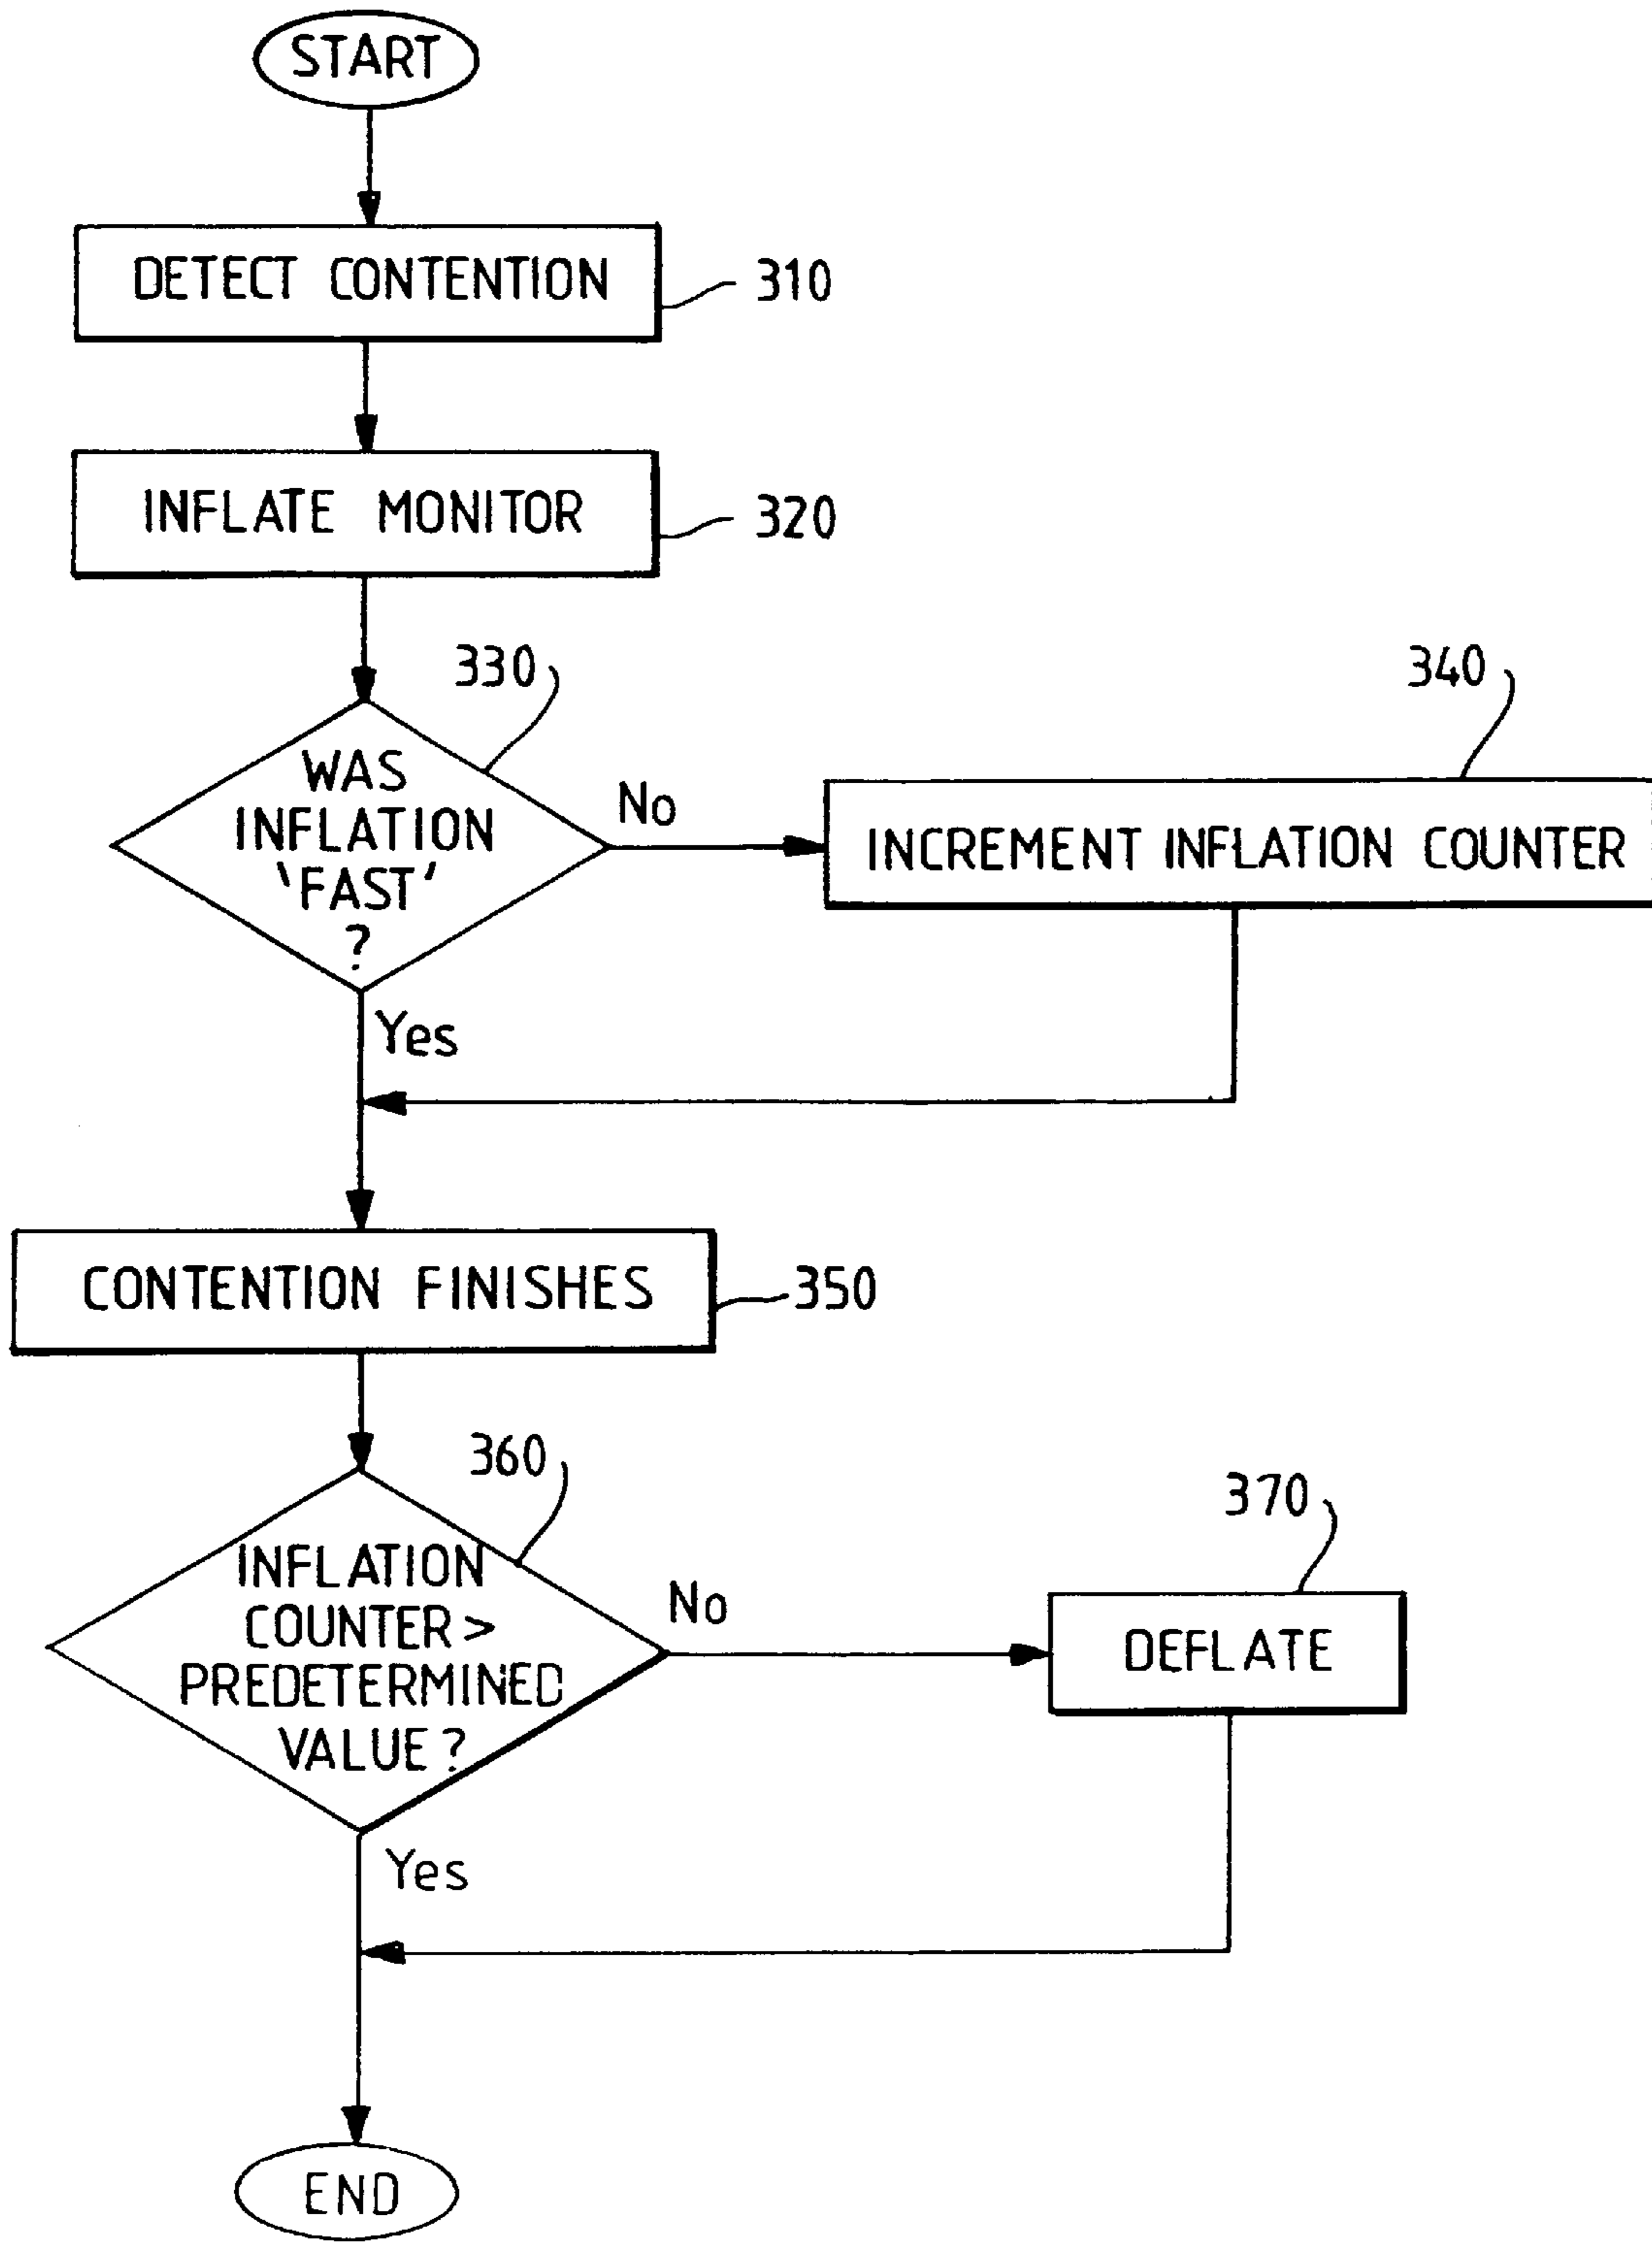 START
DETECT CONTENTION
310
INFLATE MONITOR
320
330
WAS
INFLATION
'FAST'
?
No
340
INCREMENT INFLATION COUNTER
Yes
CONTENTION FINISHES
350
360
INFLATION
COUNTER >
PREDETERMINED
VALUE ?
No
370
DEFLATE
Yes
END